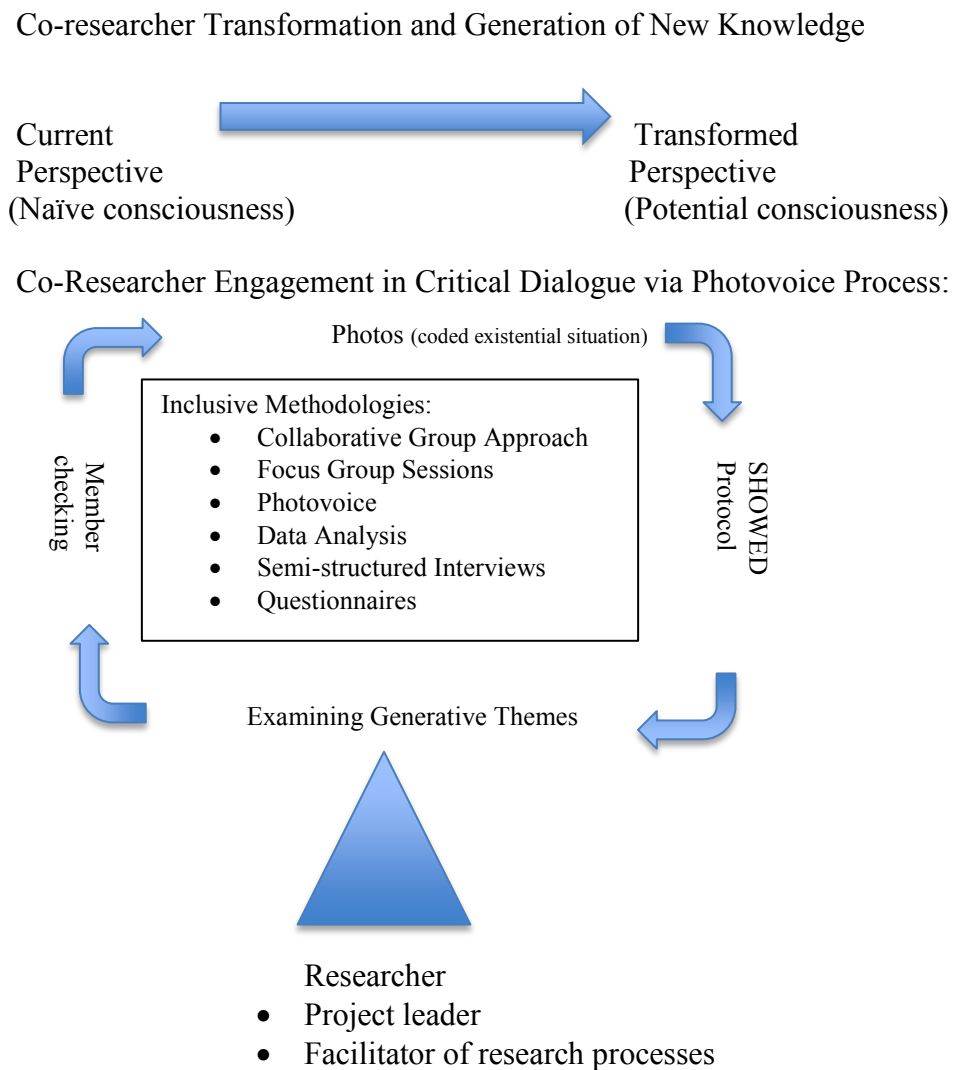 Co-researcher Transformation and Generation of New Knowledge
Current
Perspective
(Naïve consciousness)
Transformed
Perspective
(Potential consciousness)
Co-Researcher Engagement in Critical Dialogue via Photovoice Process:
Photos (coded existential situation)
Inclusive Methodologies:
• Collaborative Group Approach
• Focus Group Sessions
• Photovoice
• Data Analysis
• Semi-structured Interviews
• Questionnaires
Member
checking
SHOWED
Protocol
Examining Generative Themes
Researcher
• Project leader
• Facilitator of research processes